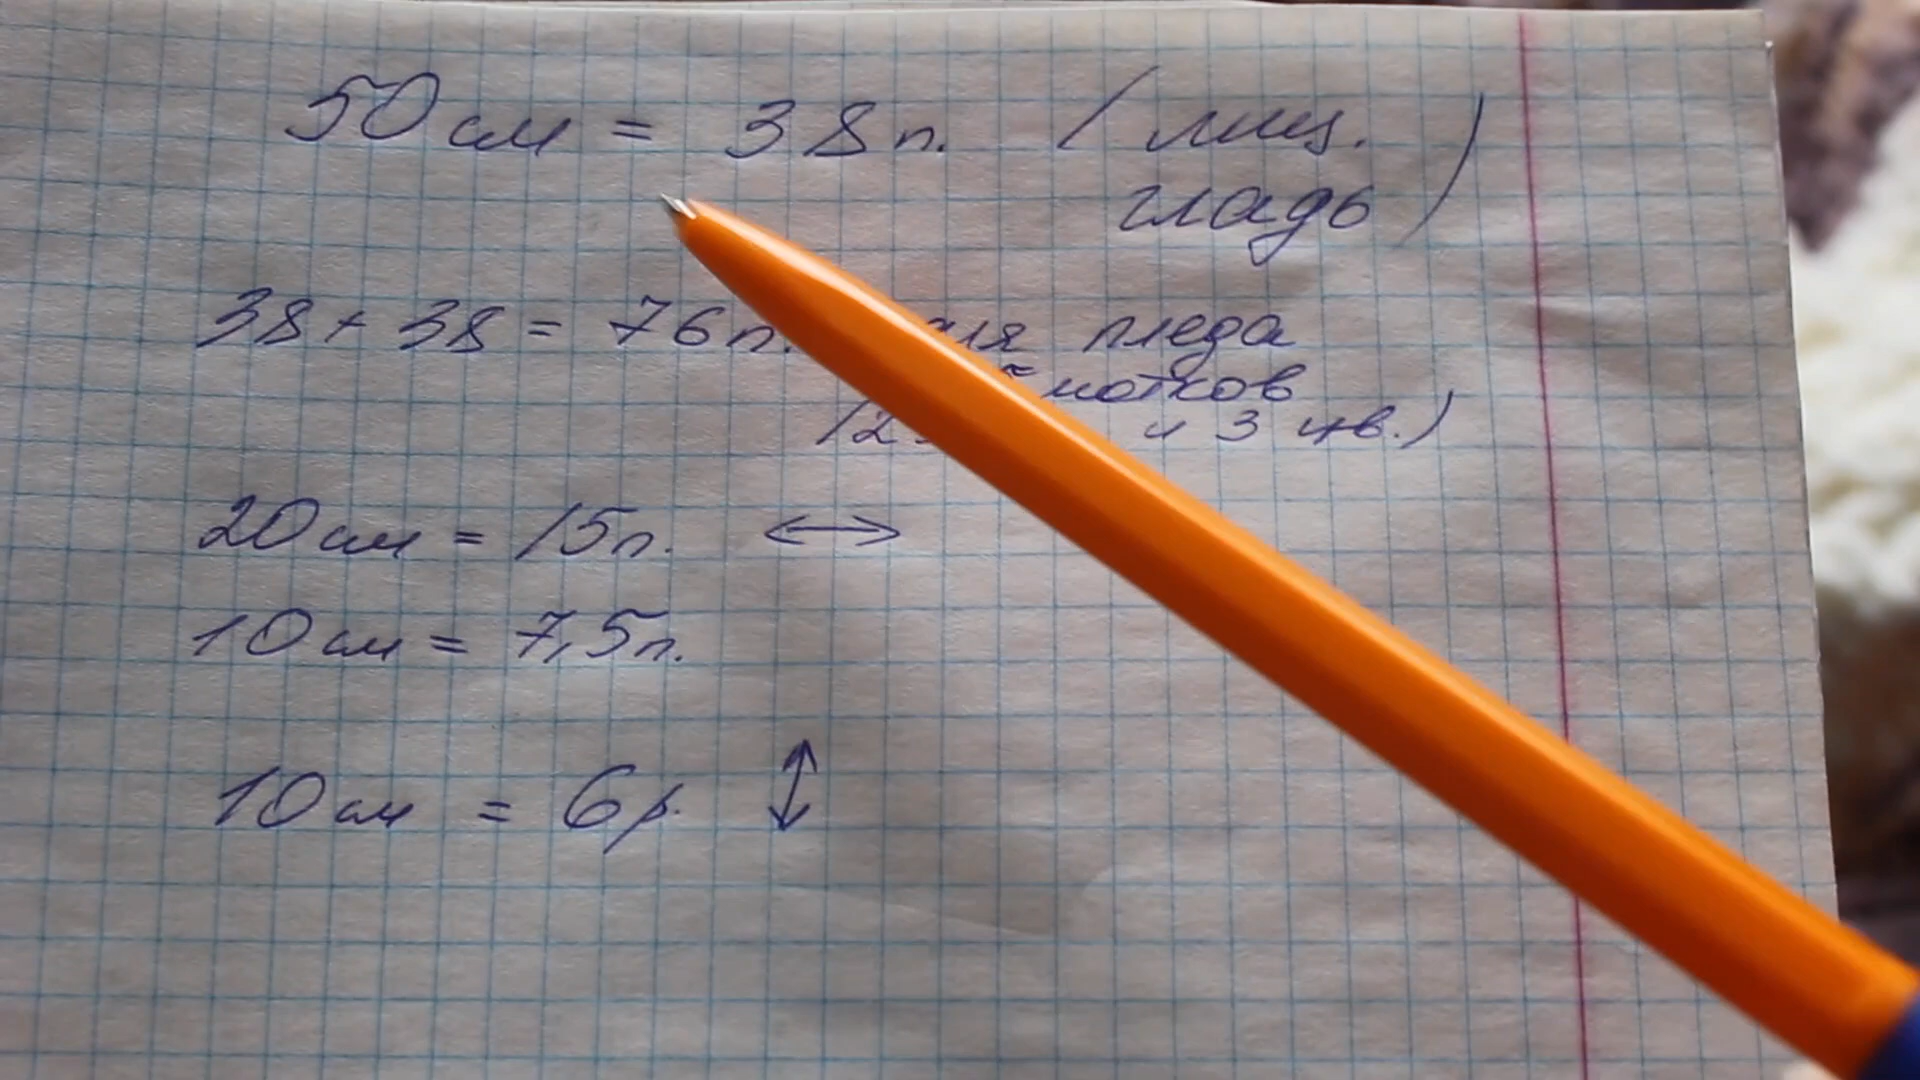 50 см = 38 п. (лиц.
гладь)
38 + 38 = 76 п. для пледа
мотков
и 3 цв.)
20 см = 15 п. ↔
10 см = 7,5 п.
10 см = 6 р. ↕